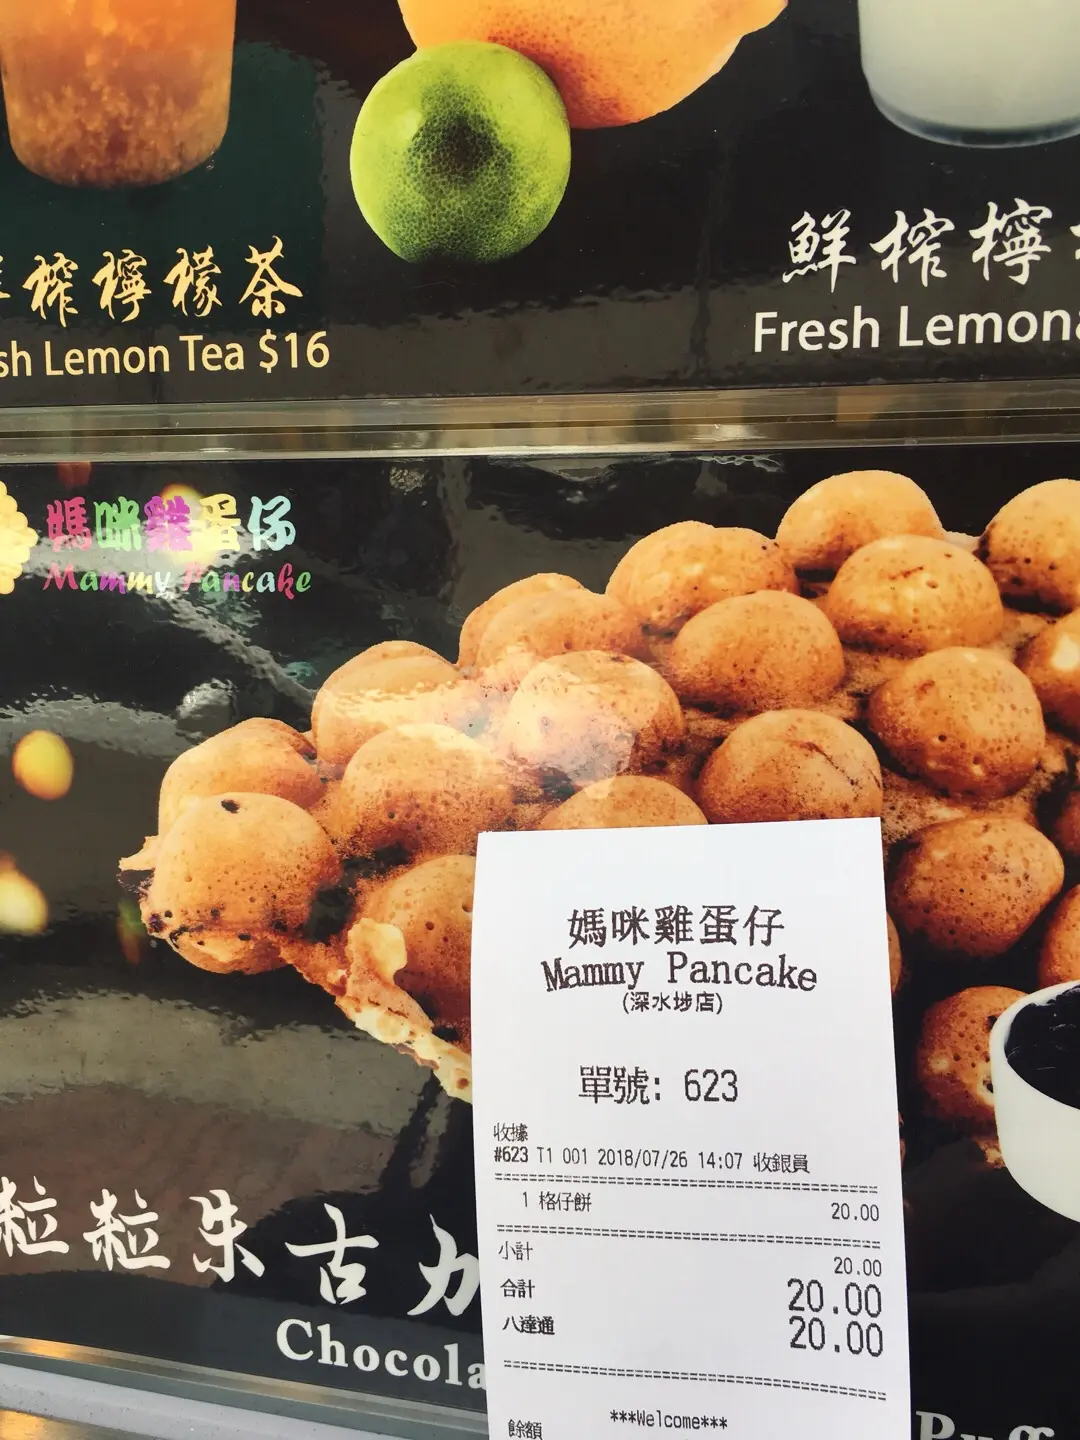 榨檸檬茶
sh Lemon Tea $16
鮮榨檸
Fresh Lemona
媽咪雞蛋仔
Mammy Pancake
粒粒朱古力
Chocola
Puff
媽咪雞蛋仔
Mammy Pancake
(深水埗店)
單號: 623
收據
#623 T1 001 2018/07/26 14:07 收銀員
1 格仔餅 20.00
小計 20.00
合計 20.00
八達通 20.00
***Welcome***
餘額